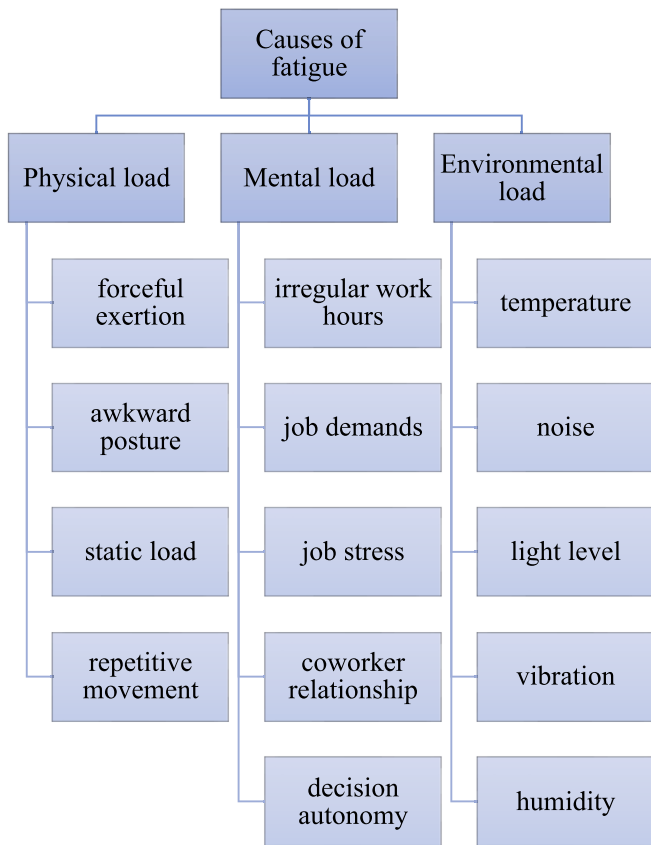 Causes of
fatigue
Physical load
Mental load
Environmental
load
forceful
exertion
awkward
posture
static load
repetitive
movement
irregular work
hours
job demands
job stress
coworker
relationship
decision
autonomy
temperature
noise
light level
vibration
humidity